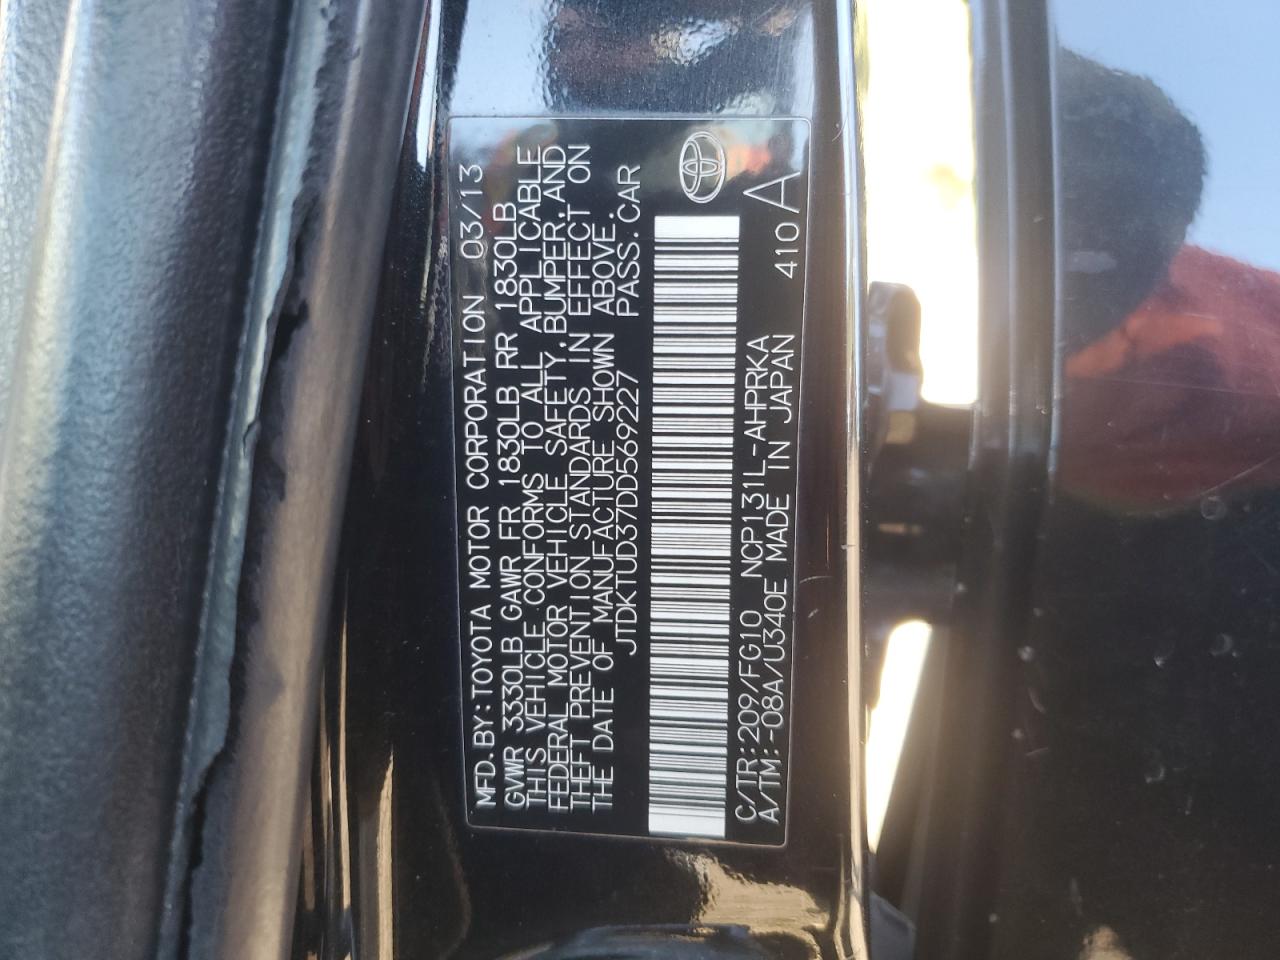 MFD.BY:TOYOTA MOTOR CORPORATION 03/13
GVWR 3330LB GAWR FR 1830LB RR 1830LB
THIS VEHICLE CONFORMS TO ALL APPLICABLE
FEDERAL MOTOR VEHICLE SAFETY,BUMPER,AND
THEFT PREVENTION STANDARDS IN EFFECT ON
THE DATE OF MANUFACTURE SHOWN ABOVE.
JTDKTUD37DD569227 PASS.CAR
C/TR:209/FG10 NCP131L-AHPRKA
A/TM:-08A/U340E MADE IN JAPAN 410 A